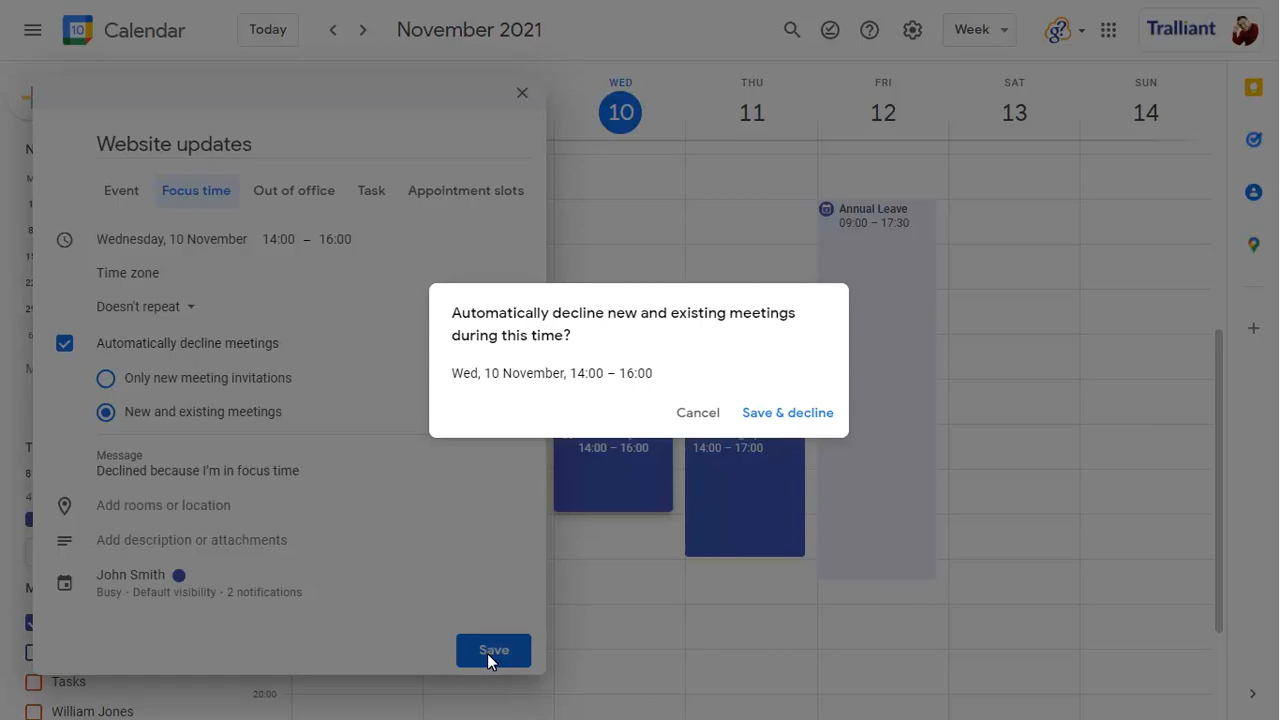 10
Calendar
Today
November 2021
Week
g?
Tralliant
WED
THU
FRI
SAT
SUN
10
11
12
13
14
Website updates
Event
Focus time
Out of office
Task
Appointment slots
Wednesday, 10 November 14:00 – 16:00
Time zone
Doesn't repeat
Automatically decline meetings
Only new meeting invitations
New and existing meetings
Message
Declined because I'm in focus time
Add rooms or location
Add description or attachments
John Smith
Busy · Default visibility · 2 notifications
Save
Automatically decline new and existing meetings
during this time?
Wed, 10 November, 14:00 – 16:00
Cancel
Save & decline
Annual Leave
09:00 – 17:30
14:00 – 16:00
14:00 – 17:00
Tasks
William Jones
20:00